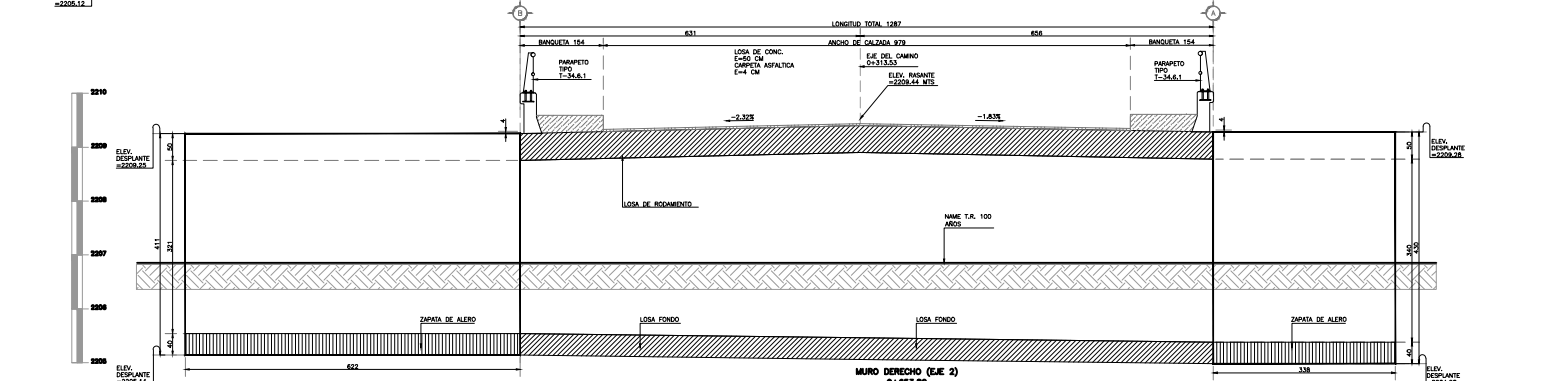 =2205.12
B
A
LONGITUD TOTAL 1287
631
656
BANQUETA 154
ANCHO DE CALZADA 979
BANQUETA 154
LOSA DE CONC.
E=50 CM
CARPETA ASFALTICA
E=4 CM
EJE DEL CAMINO
0+313.53
PARAPETO
TIPO
T-34.6.1
PARAPETO
TIPO
T-34.6.1
ELEV. RASANTE
=2209.44 MTS
2210
-2.32%
-1.83%
4
4
2209
50
50
ELEV.
DESPLANTE
=2209.25
ELEV.
DESPLANTE
=2209.28
2208
LOSA DE RODAMIENTO
NAME T.R. 100
AÑOS
411
321
340
430
2207
2206
ZAPATA DE ALERO
LOSA FONDO
LOSA FONDO
ZAPATA DE ALERO
40
40
2205
622
338
ELEV.
DESPLANTE
ELEV.
DESPLANTE
MURO DERECHO (EJE 2)